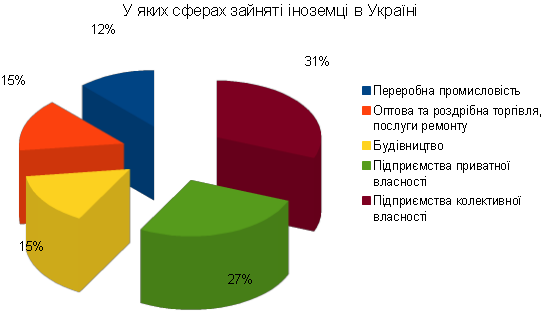 У яких сферах зайняті іноземці в Україні
12%
31%
15%
15%
27%
Переробна промисловість
Оптова та роздрібна торгівля,
послуги ремонту
Будівництво
Підприємства приватної
власності
Підприємства колективної
власності